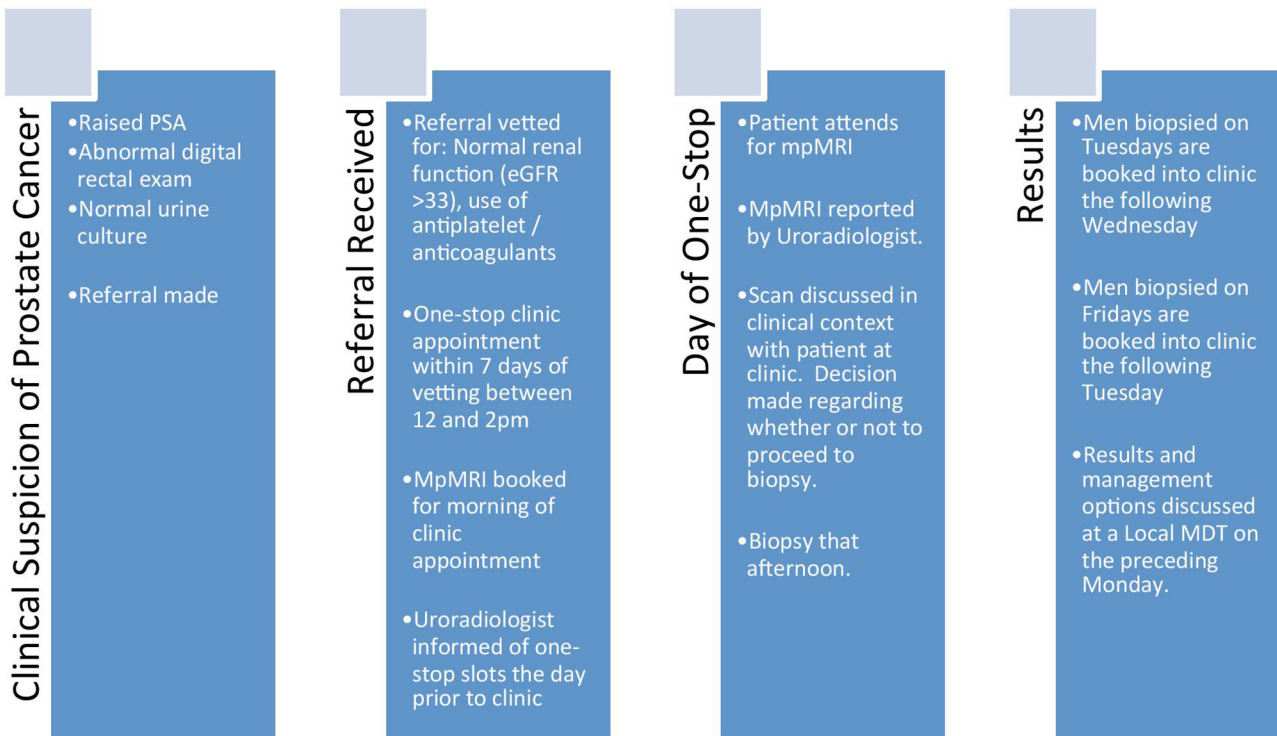 Clinical Suspicion of Prostate Cancer
•Raised PSA
•Abnormal digital
rectal exam
•Normal urine
culture
•Referral made
Referral Received
•Referral vetted
for: Normal renal
function (eGFR
>33), use of
antiplatelet /
anticoagulants
•One-stop clinic
appointment
within 7 days of
vetting between
12 and 2pm
•MpMRI booked
for morning of
clinic
appointment
•Uroradiologist
informed of one-
stop slots the day
prior to clinic
Day of One-Stop
•Patient attends
for mpMRI
•MpMRI reported
by Uroradiologist.
•Scan discussed in
clinical context
with patient at
clinic.  Decision
made regarding
whether or not to
proceed to
biopsy.
•Biopsy that
afternoon.
Results
•Men biopsied on
Tuesdays are
booked into clinic
the following
Wednesday
•Men biopsied on
Fridays are
booked into clinic
the following
Tuesday
•Results and
management
options discussed
at a Local MDT on
the preceding
Monday.